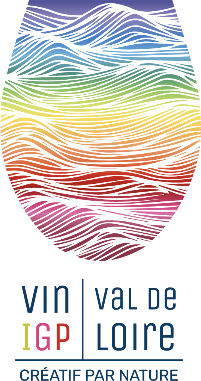 VIN
IGP
VAL DE
LOIRE
CRÉATIF PAR NATURE